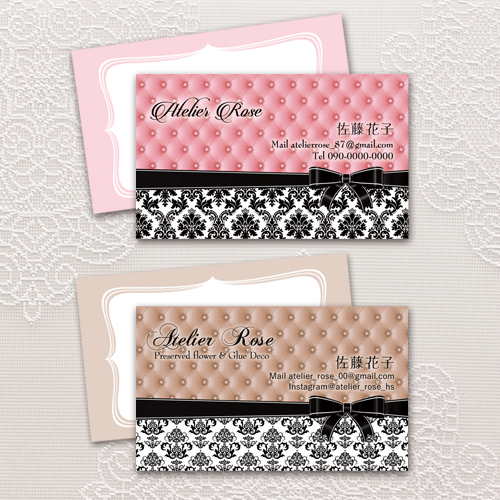 Atelier Rose
佐藤花子
Mail atelierrose_87@gmail.com
Tel 090-0000-0000
Atelier Rose
Preserved flower & Glue Deco
佐藤花子
Mail atelier_rose_00@gmail.com
Instagram@atelier_rose_hs